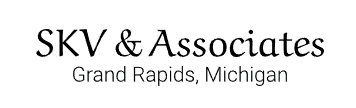 SKV & Associates
Grand Rapids, Michigan